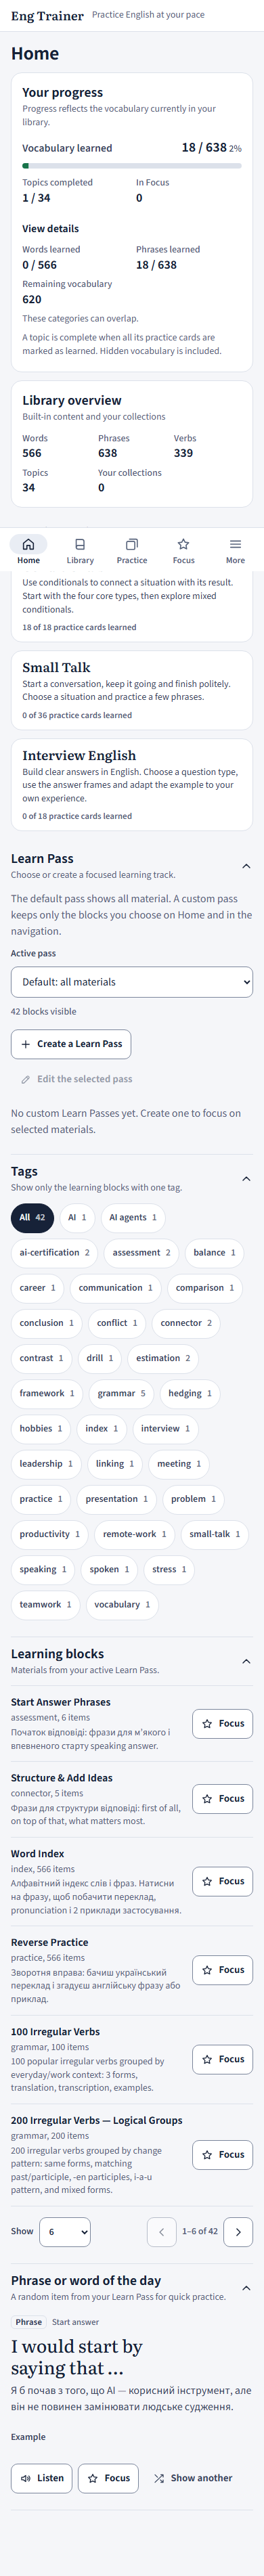 Eng Trainer Practice English at your pace
Home
Your progress
Progress reflects the vocabulary currently in your
library.
Vocabulary learned 18 / 638 2%
Topics completed In Focus
1 / 34 0
View details
Words learned Phrases learned
0 / 566 18 / 638
Remaining vocabulary
620
These categories can overlap.
A topic is complete when all its practice cards are
marked as learned. Hidden vocabulary is included.
Library overview
Built-in content and your collections
Words Phrases Verbs
566 638 339
Topics Your collections
34 0
Home Library Practice Focus More
Use conditionals to connect a situation with its result.
Start with the four core types, then explore mixed
conditionals.
18 of 18 practice cards learned
Small Talk
Start a conversation, keep it going and finish politely.
Choose a situation and practice a few phrases.
0 of 36 practice cards learned
Interview English
Build clear answers in English. Choose a question type,
use the answer frames and adapt the example to your
own experience.
0 of 18 practice cards learned
Learn Pass
Choose or create a focused learning track.
The default pass shows all material. A custom pass
keeps only the blocks you choose on Home and in the
navigation.
Active pass
Default: all materials
42 blocks visible
Create a Learn Pass
Edit the selected pass
No custom Learn Passes yet. Create one to focus on
selected materials.
Tags
Show only the learning blocks with one tag.
All 42 AI 1 AI agents 1
ai-certification 2 assessment 2 balance 1
career 1 communication 1 comparison 1
conclusion 1 conflict 1 connector 2
contrast 1 drill 1 estimation 2
framework 1 grammar 5 hedging 1
hobbies 1 index 1 interview 1
leadership 1 linking 1 meeting 1
practice 1 presentation 1 problem 1
productivity 1 remote-work 1 small-talk 1
speaking 1 spoken 1 stress 1
teamwork 1 vocabulary 1
Learning blocks
Materials from your active Learn Pass.
Start Answer Phrases
assessment, 6 items
Початок відповіді: фрази для м’якого і
впевненого старту speaking answer.
Focus
Structure & Add Ideas
connector, 5 items
Фрази для структури відповіді: first of all,
on top of that, what matters most.
Focus
Word Index
index, 566 items
Алфавітний індекс слів і фраз. Натисни
на фразу, щоб побачити переклад,
pronunciation і 2 приклади застосування.
Focus
Reverse Practice
practice, 566 items
Зворотня вправа: бачиш український
переклад і згадуєш англійську фразу або
приклад.
Focus
100 Irregular Verbs
grammar, 100 items
100 popular irregular verbs grouped by
everyday/work context: 3 forms,
translation, transcription, examples.
Focus
200 Irregular Verbs — Logical Groups
grammar, 200 items
200 irregular verbs grouped by change
pattern: same forms, matching
past/participle, -en participles, i-a-u
pattern, and mixed forms.
Focus
Show 6 1–6 of 42
Phrase or word of the day
A random item from your Learn Pass for quick practice.
Phrase Start answer
I would start by
saying that ...
Я б почав з того, що AI — корисний інструмент, але
він не повинен замінювати людське судження.
Example
Listen Focus Show another